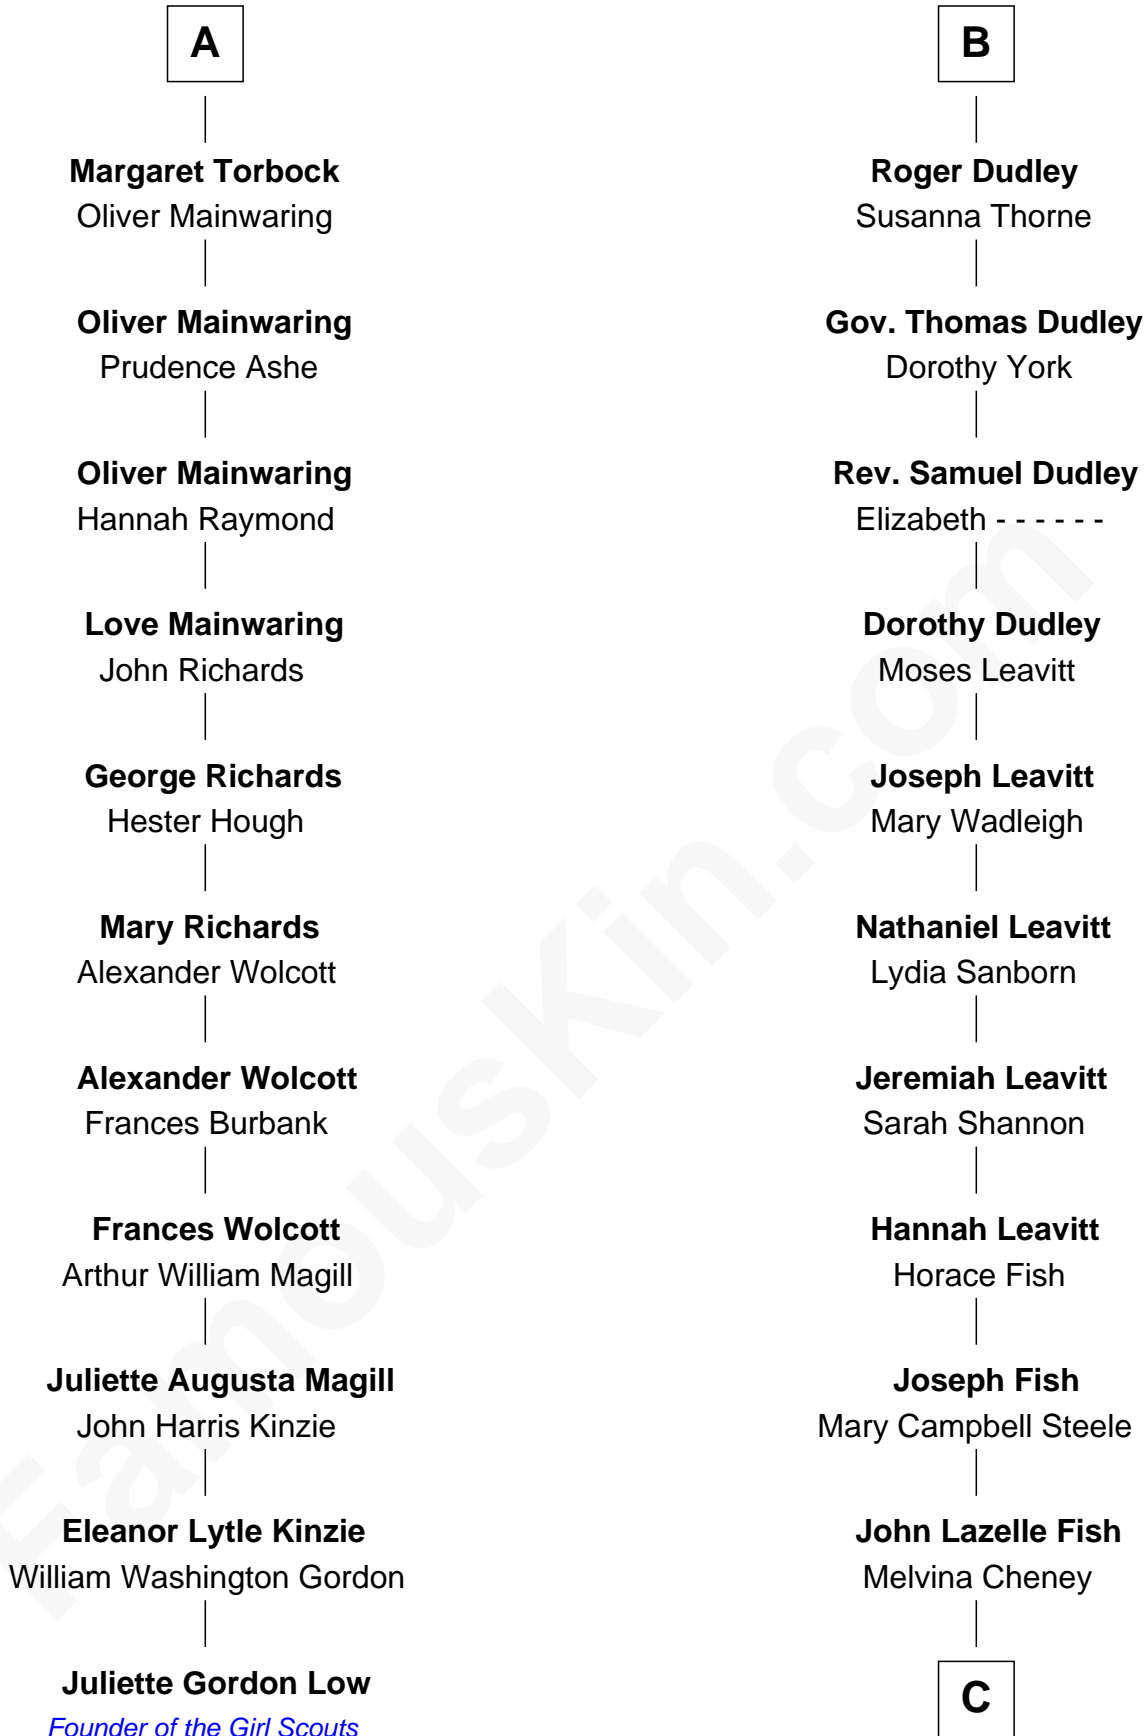 A
Margaret Torbock
Oliver Mainwaring
Oliver Mainwaring
Prudence Ashe
Oliver Mainwaring
Hannah Raymond
Love Mainwaring
John Richards
George Richards
Hester Hough
Mary Richards
Alexander Wolcott
Alexander Wolcott
Frances Burbank
Frances Wolcott
Arthur William Magill
Juliette Augusta Magill
John Harris Kinzie
Eleanor Lytle Kinzie
William Washington Gordon
Juliette Gordon Low
Founder of the Girl Scouts
B
Roger Dudley
Susanna Thorne
Gov. Thomas Dudley
Dorothy York
Rev. Samuel Dudley
Elizabeth - - - - - -
Dorothy Dudley
Moses Leavitt
Joseph Leavitt
Mary Wadleigh
Nathaniel Leavitt
Lydia Sanborn
Jeremiah Leavitt
Sarah Shannon
Hannah Leavitt
Horace Fish
Joseph Fish
Mary Campbell Steele
John Lazelle Fish
Melvina Cheney
C
FamousKin.com